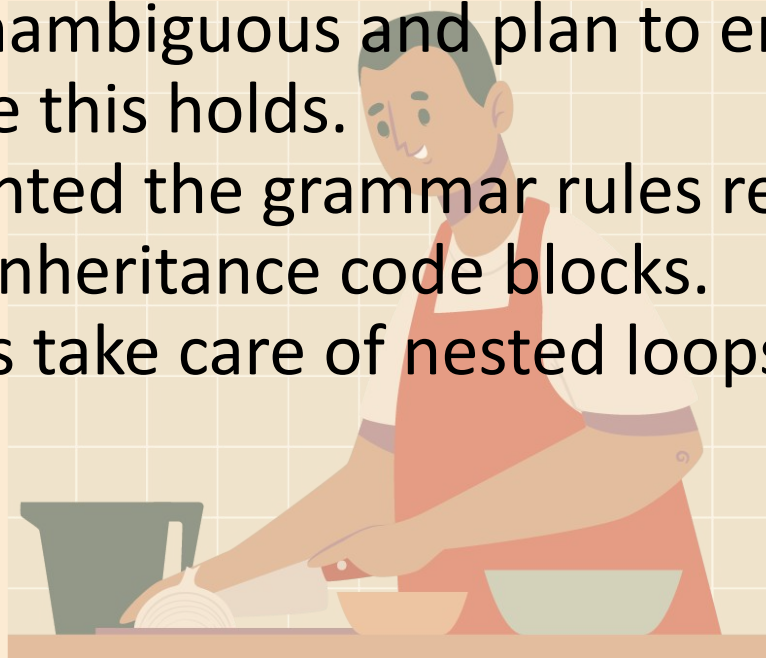 nambiguous and plan to en
e this holds.
nted the grammar rules re
nheritance code blocks.
s take care of nested loops